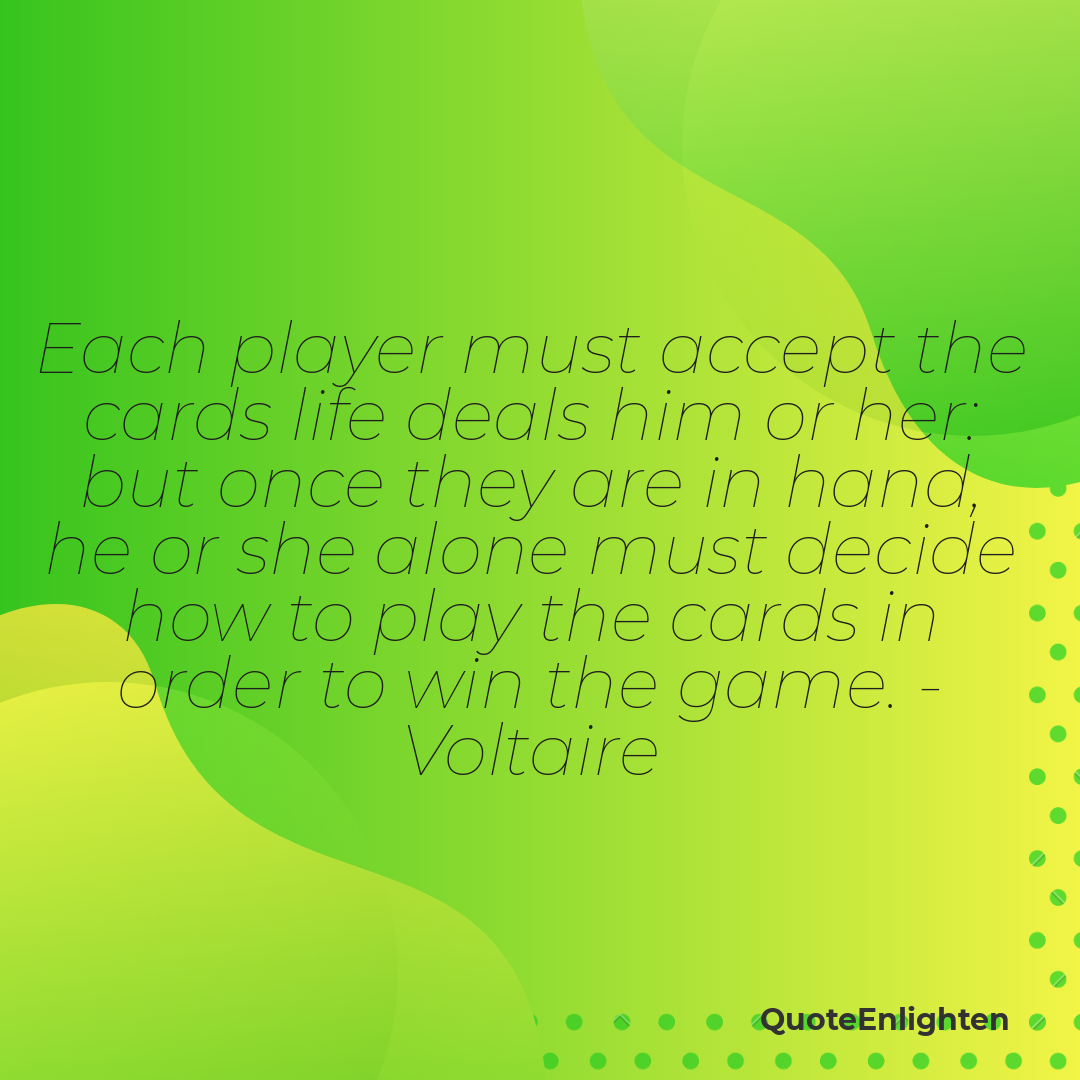 Each player must accept the
cards life deals him or her:
but once they are in hand,
he or she alone must decide
how to play the cards in
order to win the game. -
Voltaire
QuoteEnlighten